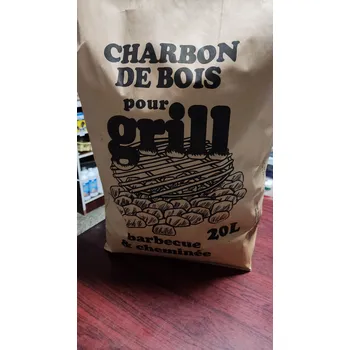 CHARBON
DE BOIS
pour
grill
20L
barbecue
& cheminée